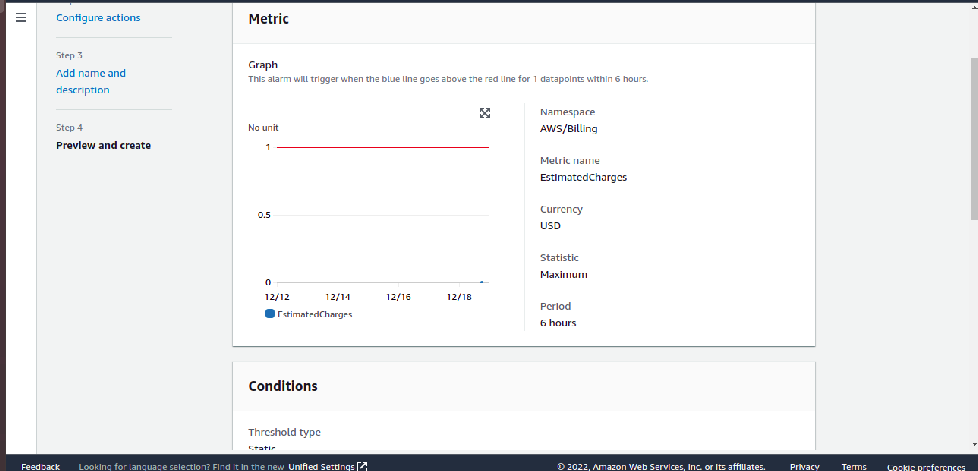 Configure actions
Step 3
Add name and
description
Step 4
Preview and create
Metric
Graph
This alarm will trigger when the blue line goes above the red line for 1 datapoints within 6 hours.
No unit
1
0.5
0
12/12 12/14 12/16 12/18
EstimatedCharges
Namespace
AWS/Billing
Metric name
EstimatedCharges
Currency
USD
Statistic
Maximum
Period
6 hours
Conditions
Threshold type
Static
Feedback Looking for language selection? Find it in the new Unified Settings © 2022, Amazon Web Services, Inc. or its affiliates. Privacy Terms Cookie preferences